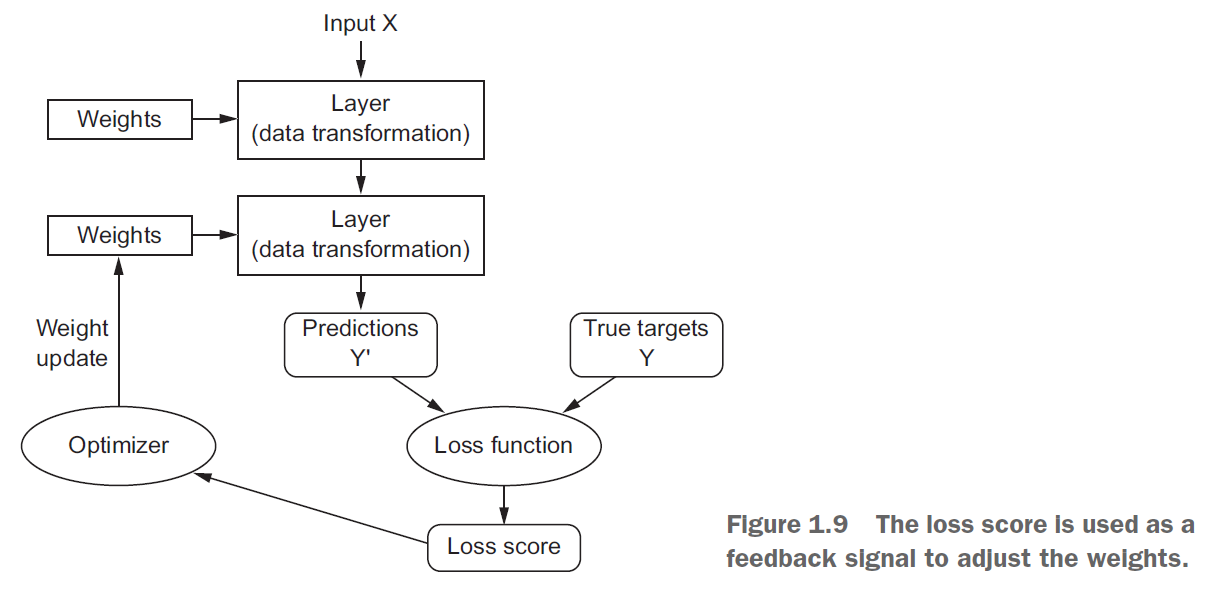 Input X
Weights
Layer
(data transformation)
Weights
Layer
(data transformation)
Weight
update
Predictions
Y'
True targets
Y
Optimizer
Loss function
Loss score
Figure 1.9 The loss score is used as a
feedback signal to adjust the weights.